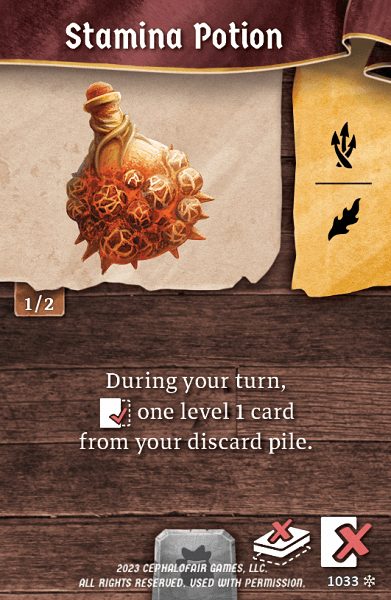 Stamina Potion
1/2
During your turn,
one level 1 card
from your discard pile.
2023 CEPHALOFAIR GAMES, LLC.
ALL RIGHTS RESERVED. USED WITH PERMISSION.
1033